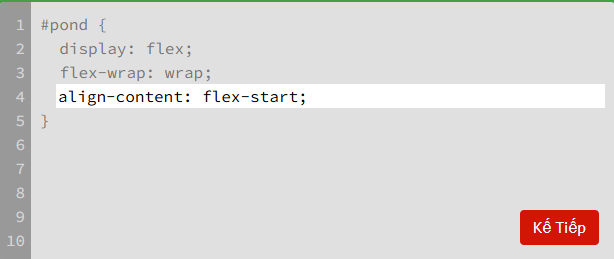 1 #pond {
2 display: flex;
3 flex-wrap: wrap;
4 align-content: flex-start;
5 }
6
7
8
9
10
Kế Tiếp